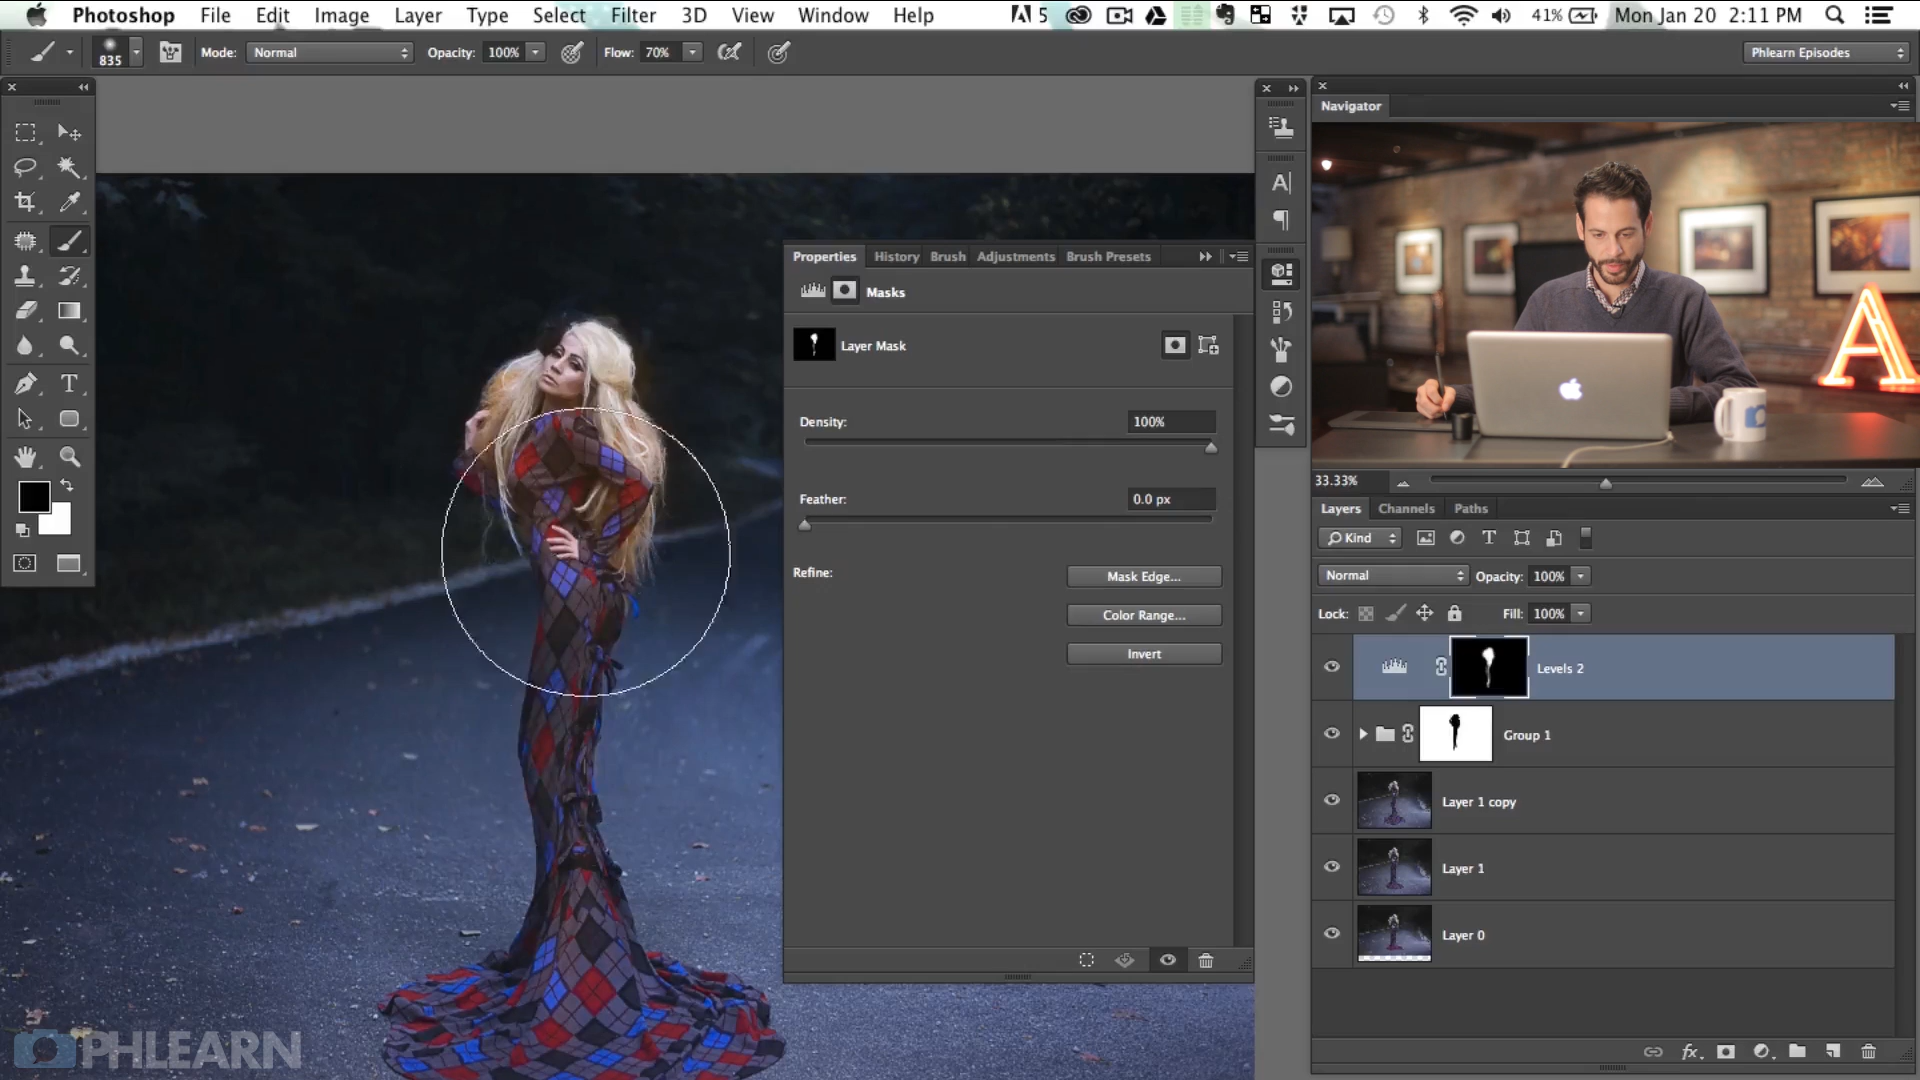 Photoshop File Edit Image Layer Type Select Filter 3D View Window Help 5 41% Mon Jan 20 2:11 PM
835 Mode: Normal Opacity: 100% Flow: 70% Phlearn Episodes
Navigator
Properties History Brush Adjustments Brush Presets
Masks
Layer Mask
Density: 100%
Feather: 0.0 px
Refine: Mask Edge...
Color Range...
Invert
33.33%
Layers Channels Paths
Kind
Normal Opacity: 100%
Lock: Fill: 100%
Levels 2
Group 1
Layer 1 copy
Layer 1
Layer 0
PHLEARN